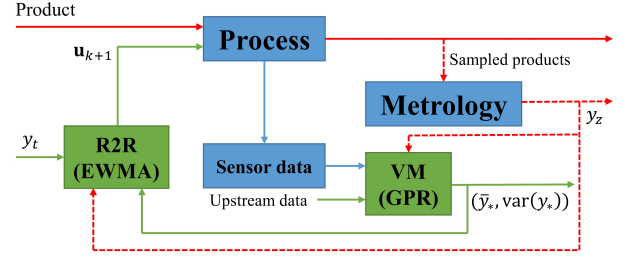 Product
Process
u_{k+1}
Sampled products
Metrology
y_z
y_t
R2R
(EWMA)
Sensor data
VM
(GPR)
Upstream data
(ȳ_*, var(y_*))